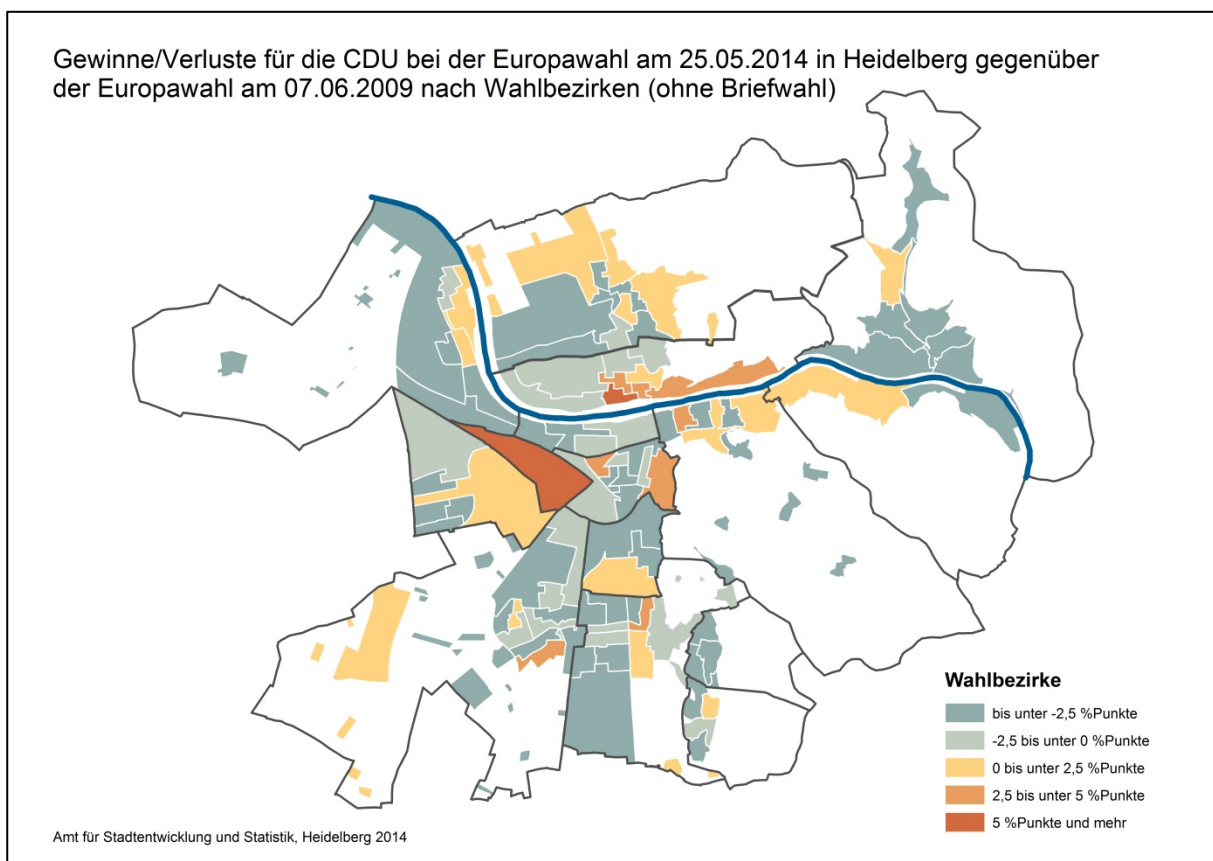 Gewinne/Verluste für die CDU bei der Europawahl am 25.05.2014 in Heidelberg gegenüber
der Europawahl am 07.06.2009 nach Wahlbezirken (ohne Briefwahl)
Wahlbezirke
bis unter -2,5 %Punkte
-2,5 bis unter 0 %Punkte
0 bis unter 2,5 %Punkte
2,5 bis unter 5 %Punkte
5 %Punkte und mehr
Amt für Stadtentwicklung und Statistik, Heidelberg 2014